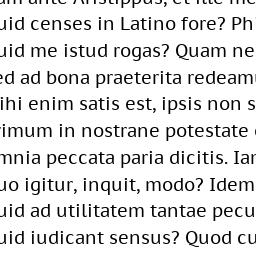 am ante Aristippus, et ille me
uid censes in Latino fore? Ph
uid me istud rogas? Quam ne
ed ad bona praeterita redeam
ihi enim satis est, ipsis non s
rimum in nostrane potestate
mnia peccata paria dicitis. Iar
uo igitur, inquit, modo? Idem
uid ad utilitatem tantae pecu
uid iudicant sensus? Quod cu